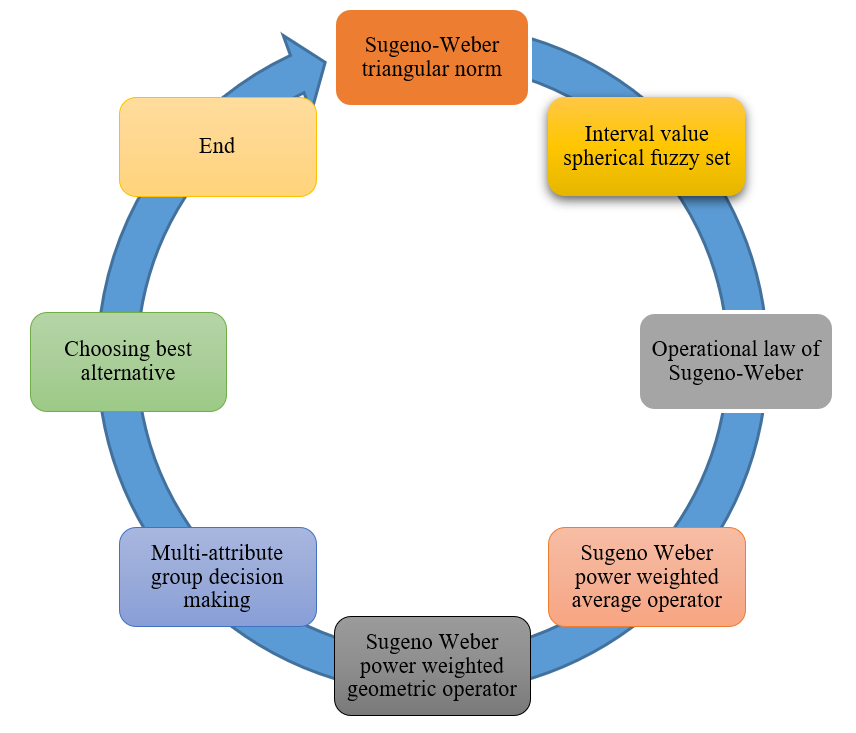 Sugeno-Weber
triangular norm
Interval value
spherical fuzzy set
Operational law of
Sugeno-Weber
Sugeno Weber
power weighted
average operator
Sugeno Weber
power weighted
geometric operator
Multi-attribute
group decision
making
Choosing best
alternative
End